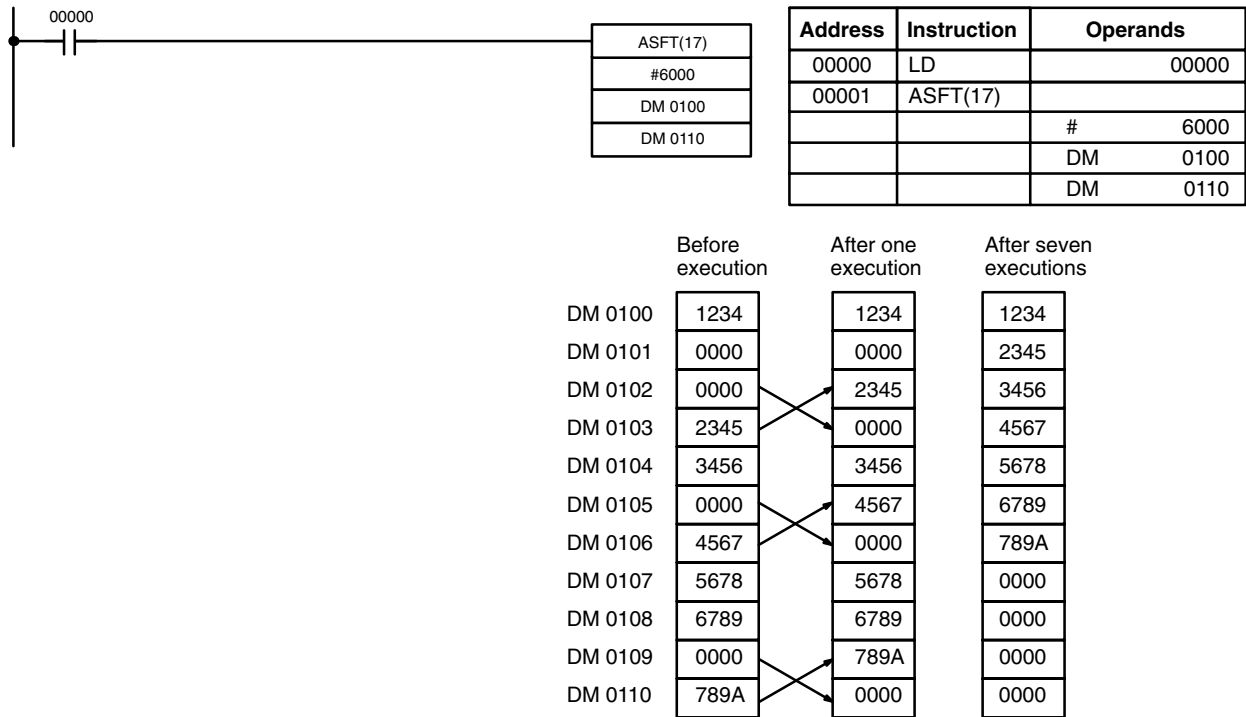 00000
ASFT(17)
#6000
DM 0100
DM 0110
Address Instruction Operands
00000 LD 00000
00001 ASFT(17)
# 6000
DM 0100
DM 0110
Before execution After one execution After seven executions
DM 0100 1234 1234 1234
DM 0101 0000 0000 2345
DM 0102 0000 2345 3456
DM 0103 2345 0000 4567
DM 0104 3456 3456 5678
DM 0105 0000 4567 6789
DM 0106 4567 0000 789A
DM 0107 5678 5678 0000
DM 0108 6789 6789 0000
DM 0109 0000 789A 0000
DM 0110 789A 0000 0000